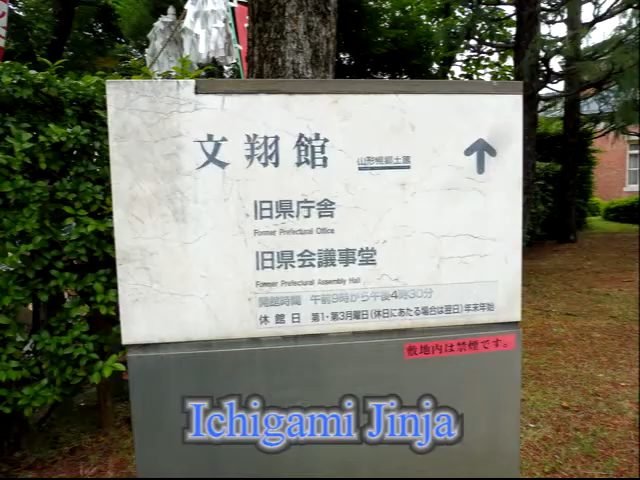 文翔館 山形県郷土館
旧県庁舎
Former Prefectural Office
旧県会議事堂
Former Prefectural Assembly Hall
開館時間 午前9時から午後4時30分
休館日 第1・第3月曜日(休日にあたる場合は翌日)年末年始
敷地内は禁煙です。
Ichigami Jinja